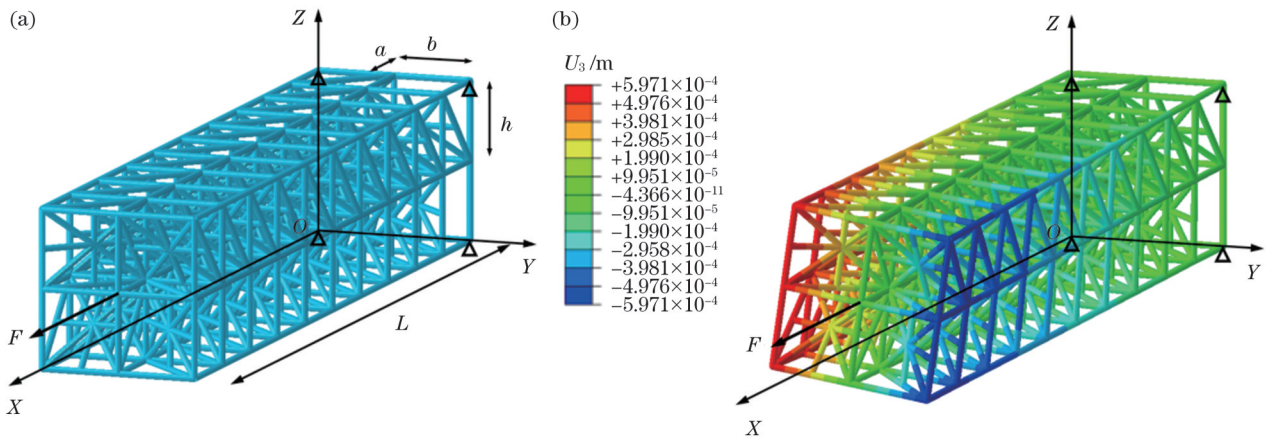 (a)
Z
a
b
h
O
Y
L
F
X
(b)
U₃/m
+5.971×10⁻⁴
+4.976×10⁻⁴
+3.981×10⁻⁴
+2.985×10⁻⁴
+1.990×10⁻⁴
+9.951×10⁻⁵
-4.366×10⁻¹¹
-9.951×10⁻⁵
-1.990×10⁻⁴
-2.958×10⁻⁴
-3.981×10⁻⁴
-4.976×10⁻⁴
-5.971×10⁻⁴
Z
O
Y
F
X